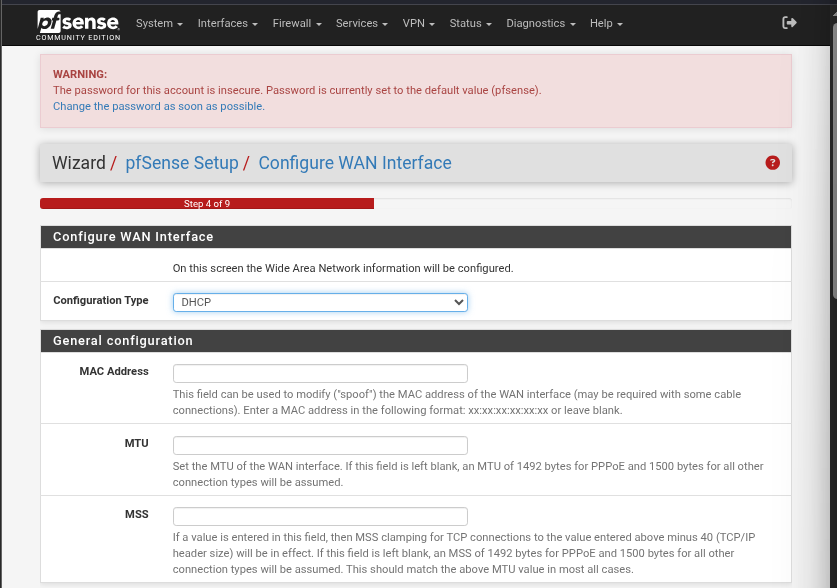 pfsense
COMMUNITY EDITION
System Interfaces Firewall Services VPN Status Diagnostics Help
WARNING:
The password for this account is insecure. Password is currently set to the default value (pfsense).
Change the password as soon as possible.
Wizard / pfSense Setup / Configure WAN Interface
?
Step 4 of 9
Configure WAN Interface
On this screen the Wide Area Network information will be configured.
Configuration Type DHCP
General configuration
MAC Address
This field can be used to modify ("spoof") the MAC address of the WAN interface (may be required with some cable
connections). Enter a MAC address in the following format: xx:xx:xx:xx:xx:xx or leave blank.
MTU
Set the MTU of the WAN interface. If this field is left blank, an MTU of 1492 bytes for PPPoE and 1500 bytes for all other
connection types will be assumed.
MSS
If a value is entered in this field, then MSS clamping for TCP connections to the value entered above minus 40 (TCP/IP
header size) will be in effect. If this field is left blank, an MSS of 1492 bytes for PPPoE and 1500 bytes for all other
connection types will be assumed. This should match the above MTU value in most all cases.